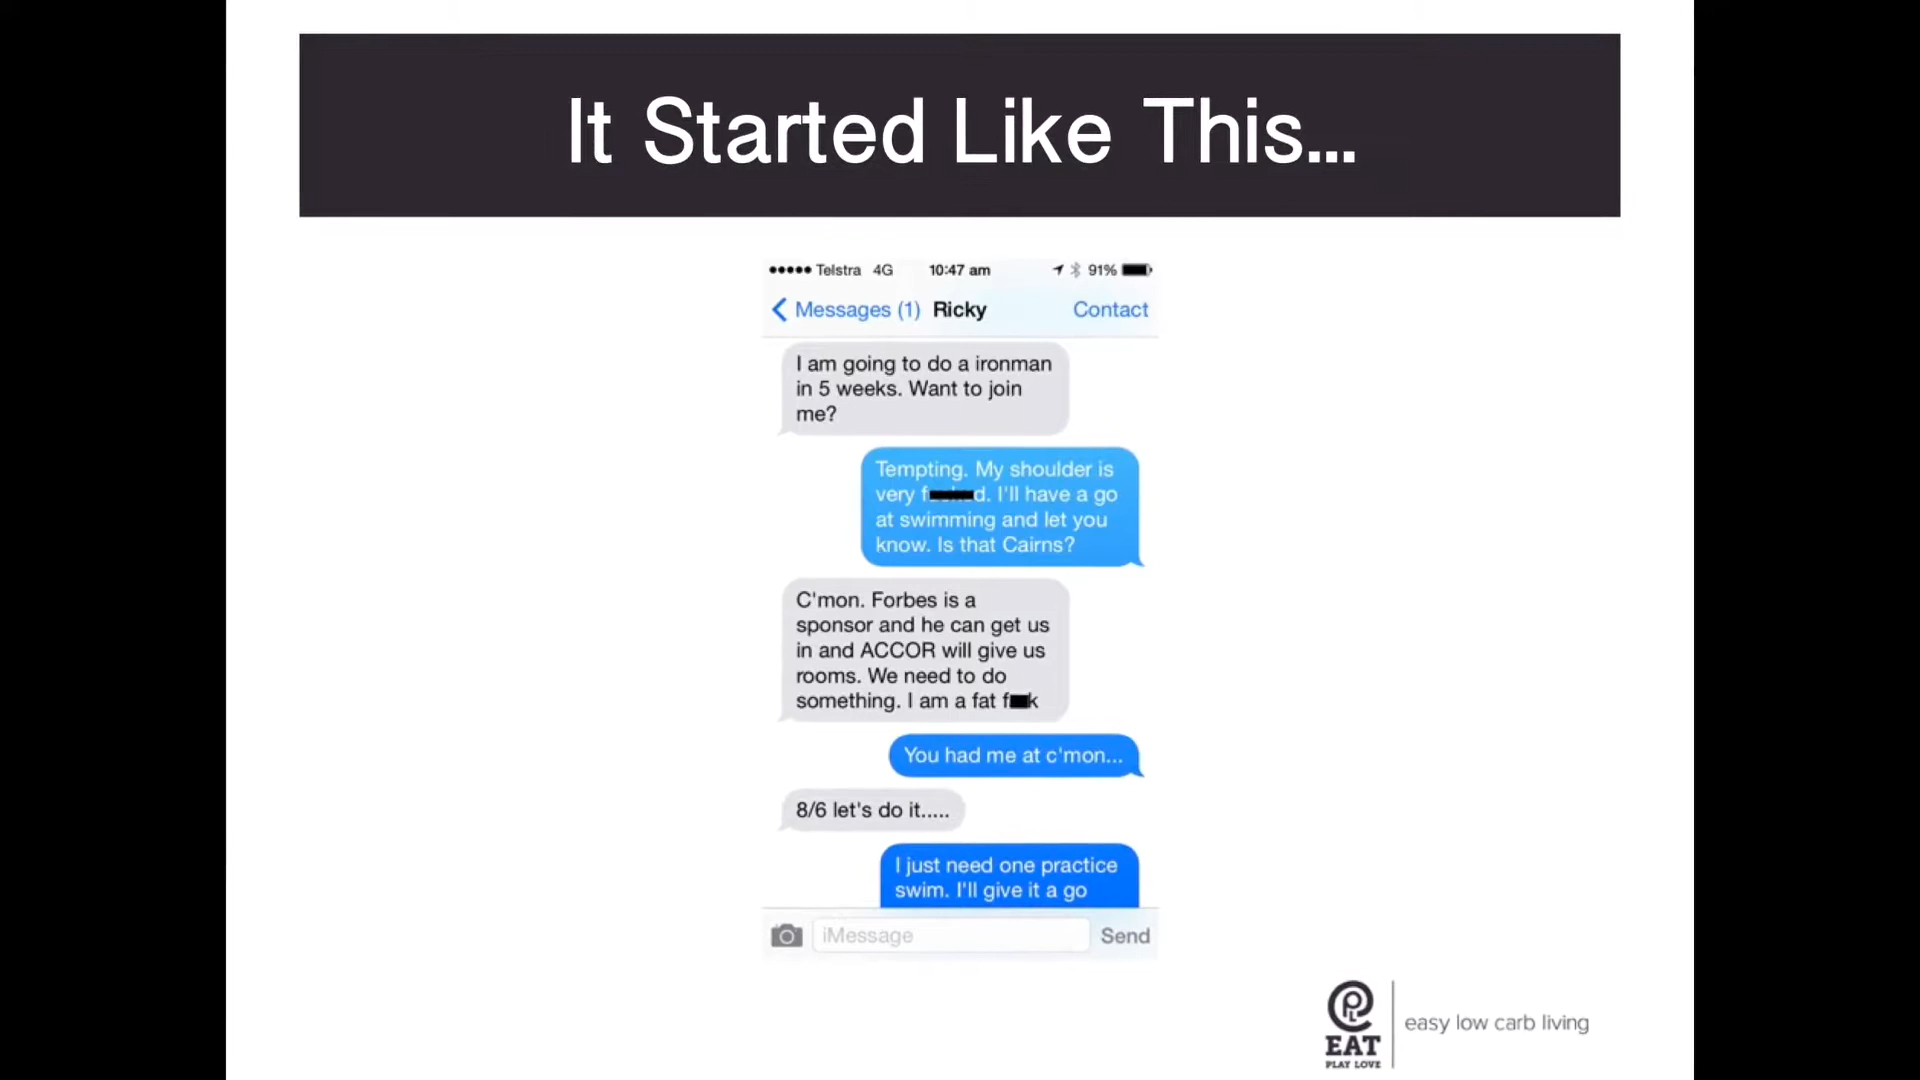 It Started Like This...
Telstra 4G 10:47 am 91%
Messages (1) Ricky Contact
I am going to do a ironman
in 5 weeks. Want to join
me?
Tempting. My shoulder is
very f d. I'll have a go
at swimming and let you
know. Is that Cairns?
C'mon. Forbes is a
sponsor and he can get us
in and ACCOR will give us
rooms. We need to do
something. I am a fat f k
You had me at c'mon...
8/6 let's do it.....
I just need one practice
swim. I'll give it a go
iMessage Send
EAT
PLAY LOVE
easy low carb living